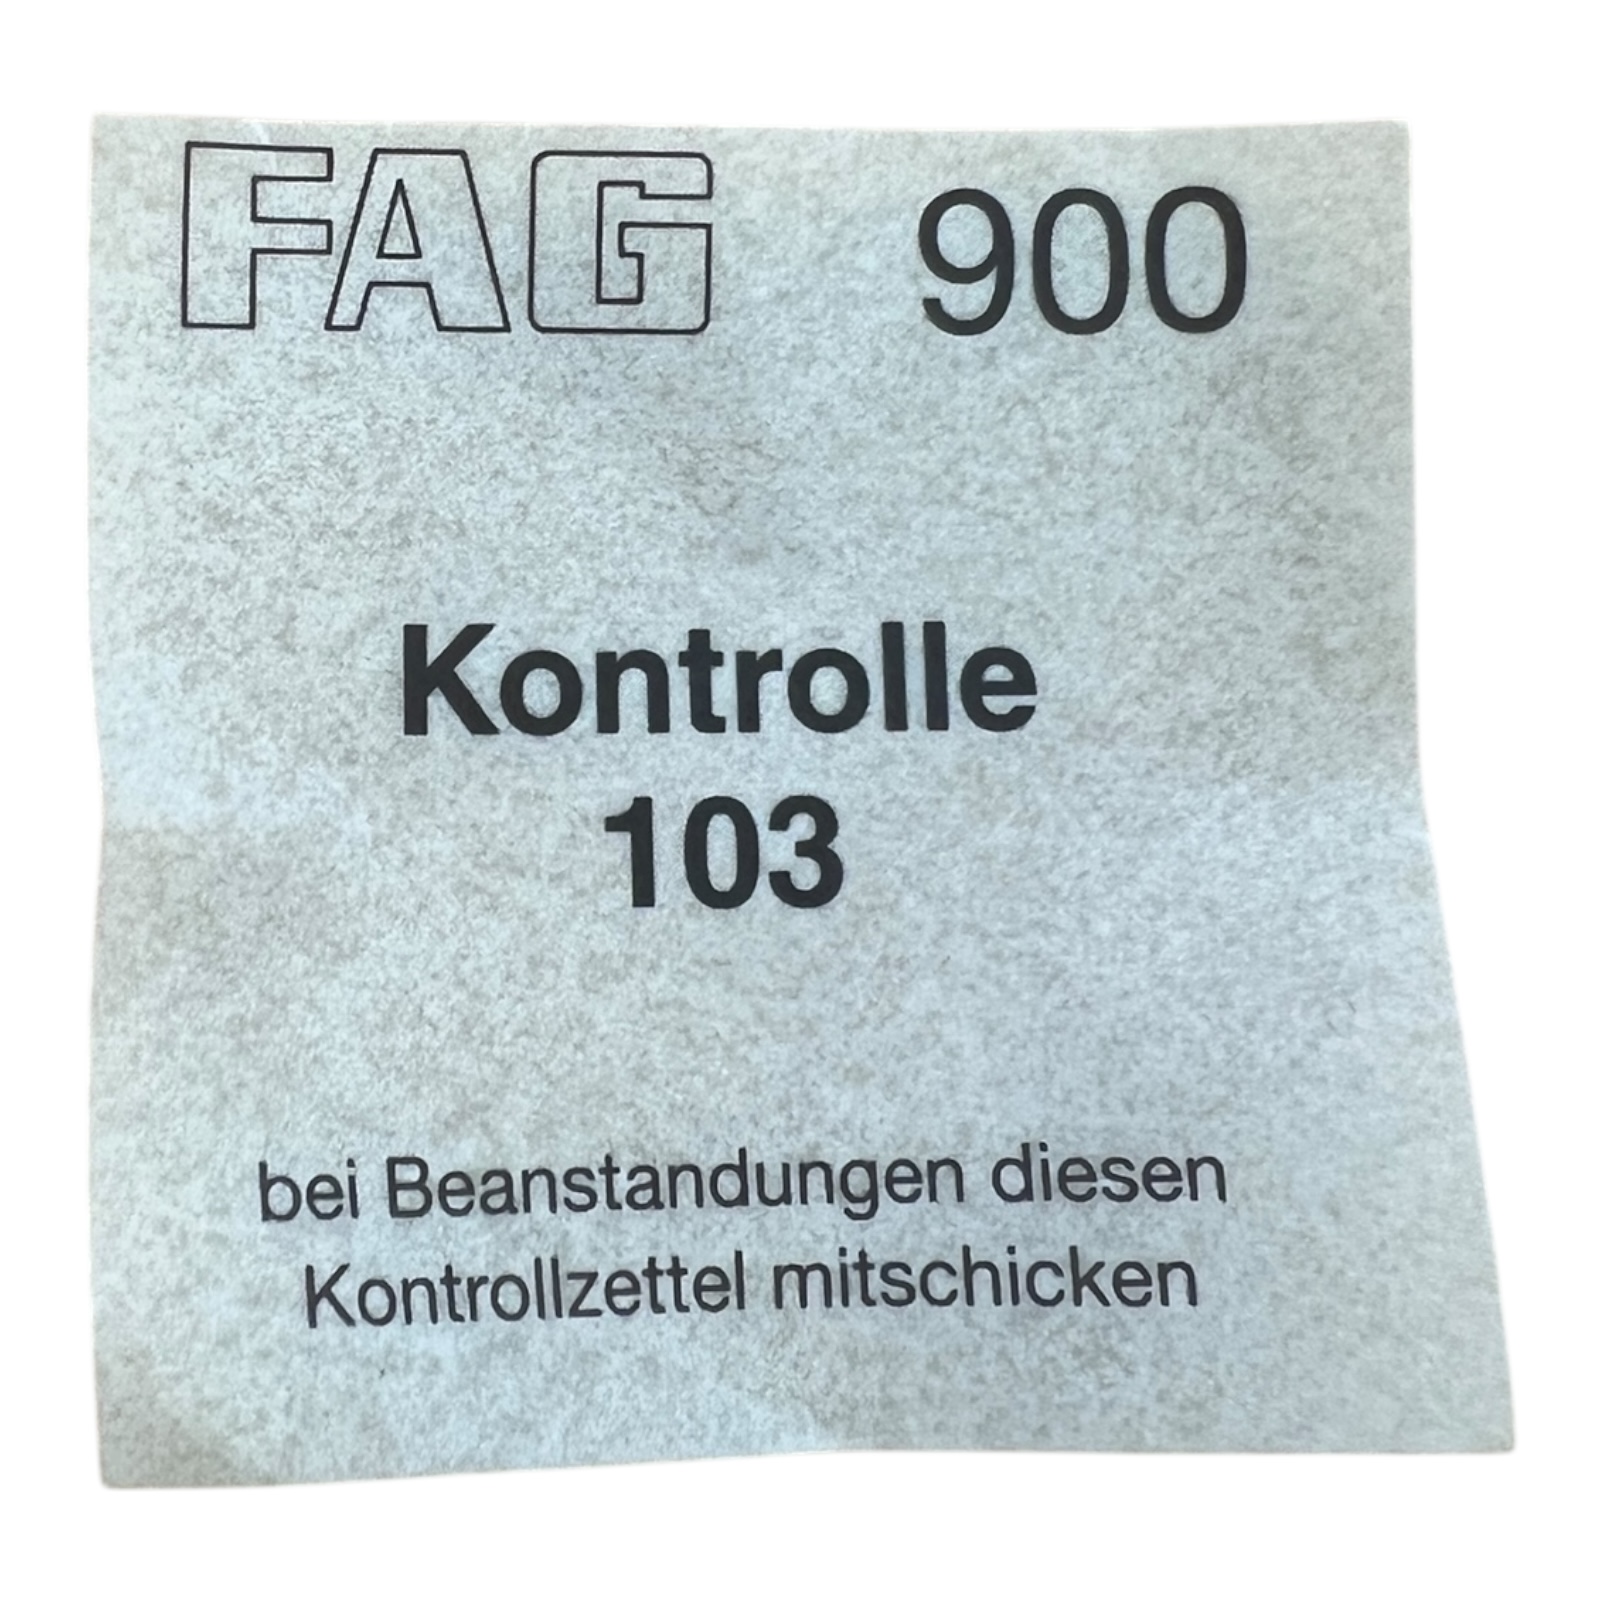 FAG 900
Kontrolle
103
bei Beanstandungen diesen
Kontrollzettel mitschicken